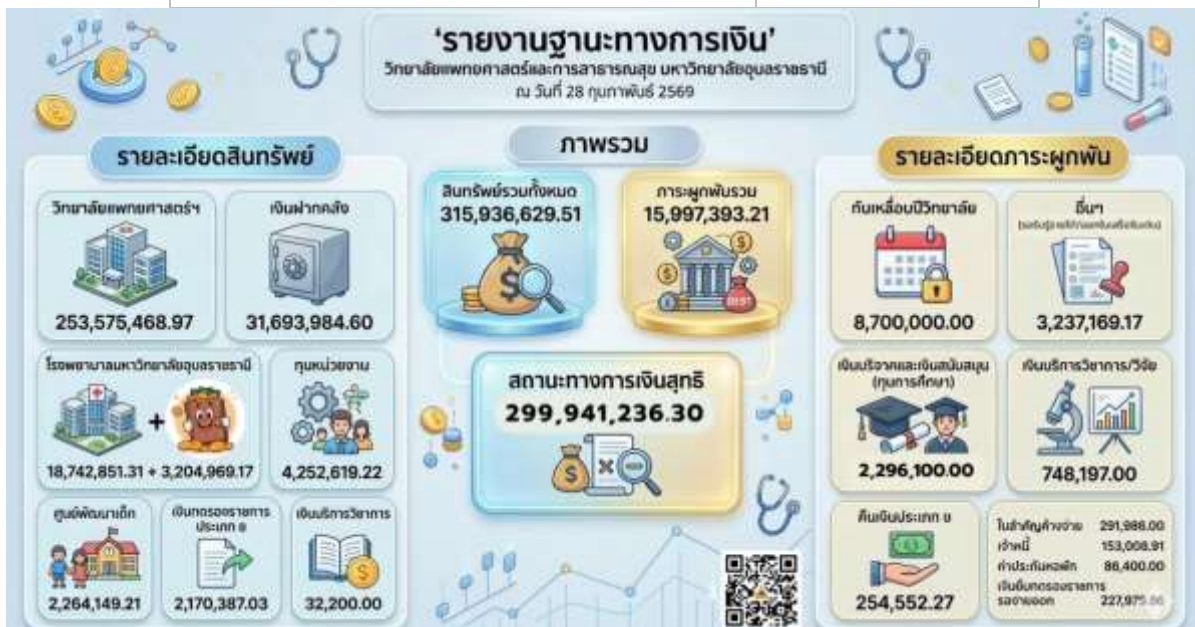 'รายงานฐานะทางการเงิน'
วิทยาลัยแพทยศาสตร์และการสาธารณสุข มหาวิทยาลัยอุบลราชธานี
ณ วันที่ 28 กุมภาพันธ์ 2569
รายละเอียดสินทรัพย์
วิทยาลัยแพทยศาสตร์ฯ
253,575,468.97
เงินฝากคลัง
31,693,984.60
โรงพยาบาลมหาวิทยาลัยอุบลราชธานี
+
18,742,851.31 + 3,204,969.17
ทุนหน่วยงาน
4,252,619.22
ศูนย์พัฒนาเด็ก
2,264,149.21
เงินทดรองราชการ
ประเภท ข
2,170,387.03
เงินบริการวิชาการ
32,200.00
ภาพรวม
สินทรัพย์รวมทั้งหมด
315,936,629.51
ภาระผูกพันรวม
15,997,393.21
DEBT
สถานะทางการเงินสุทธิ
299,941,236.30
รายละเอียดภาระผูกพัน
กันเหลื่อมปีวิทยาลัย
8,700,000.00
อื่นๆ
3,237,169.17
เงินบริจาคและเงินสนับสนุน
(ทุนการศึกษา)
2,296,100.00
เงินบริการวิชาการ/วิจัย
748,197.00
คืนเงินประเภท ข
254,552.27
ใบสำคัญค้างจ่าย 291,986.00
เจ้าหนี้ 153,008.91
ค่าประกันหอพัก 86,400.00
เงินยืมทดรองราชการ
รอจ่ายออก